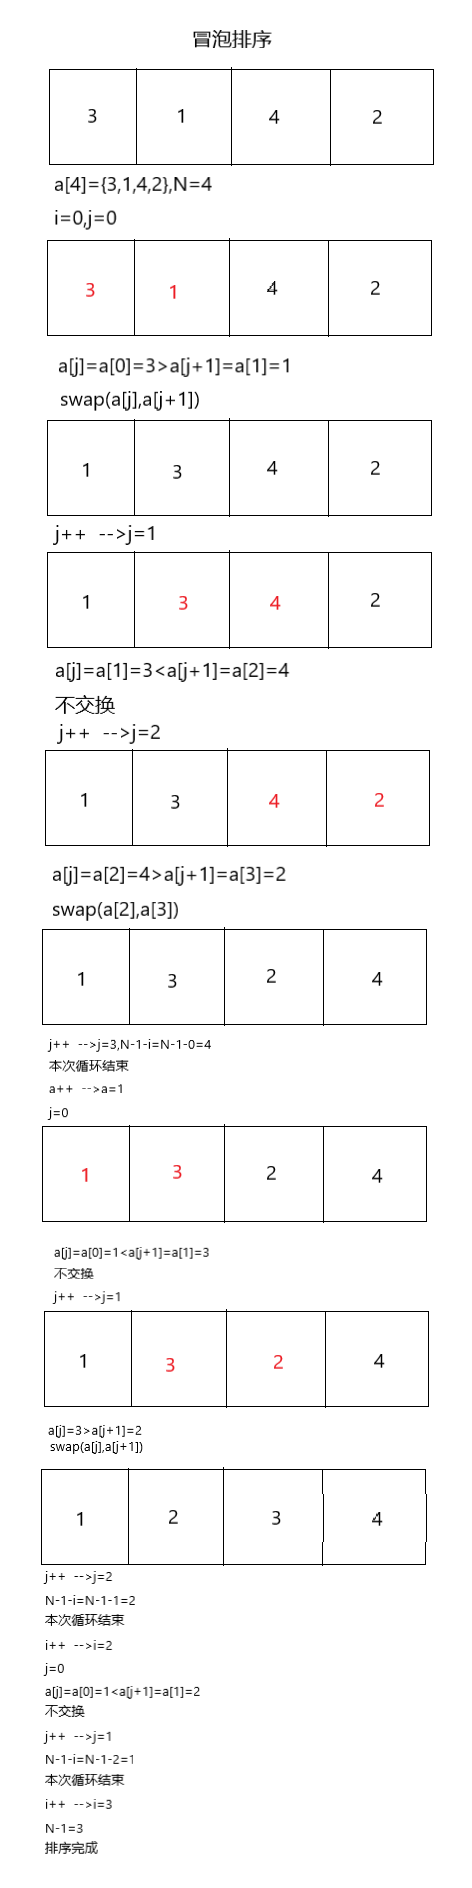 冒泡排序
3 1 4 2
a[4]={3,1,4,2},N=4
i=0,j=0
3 1 4 2
a[j]=a[0]=3>a[j+1]=a[1]=1
swap(a[j],a[j+1])
1 3 4 2
j++ -->j=1
1 3 4 2
a[j]=a[1]=3<a[j+1]=a[2]=4
不交换
j++ -->j=2
1 3 4 2
a[j]=a[2]=4>a[j+1]=a[3]=2
swap(a[2],a[3])
1 3 2 4
j++ -->j=3,N-1-i=N-1-0=4
本次循环结束
a++ -->a=1
j=0
1 3 2 4
a[j]=a[0]=1<a[j+1]=a[1]=3
不交换
j++ -->j=1
1 3 2 4
a[j]=3>a[j+1]=2
swap(a[j],a[j+1])
1 2 3 4
j++ -->j=2
N-1-i=N-1-1=2
本次循环结束
i++ -->i=2
j=0
a[j]=a[0]=1<a[j+1]=a[1]=2
不交换
j++ -->j=1
N-1-i=N-1-2=1
本次循环结束
i++ -->i=3
N-1=3
排序完成